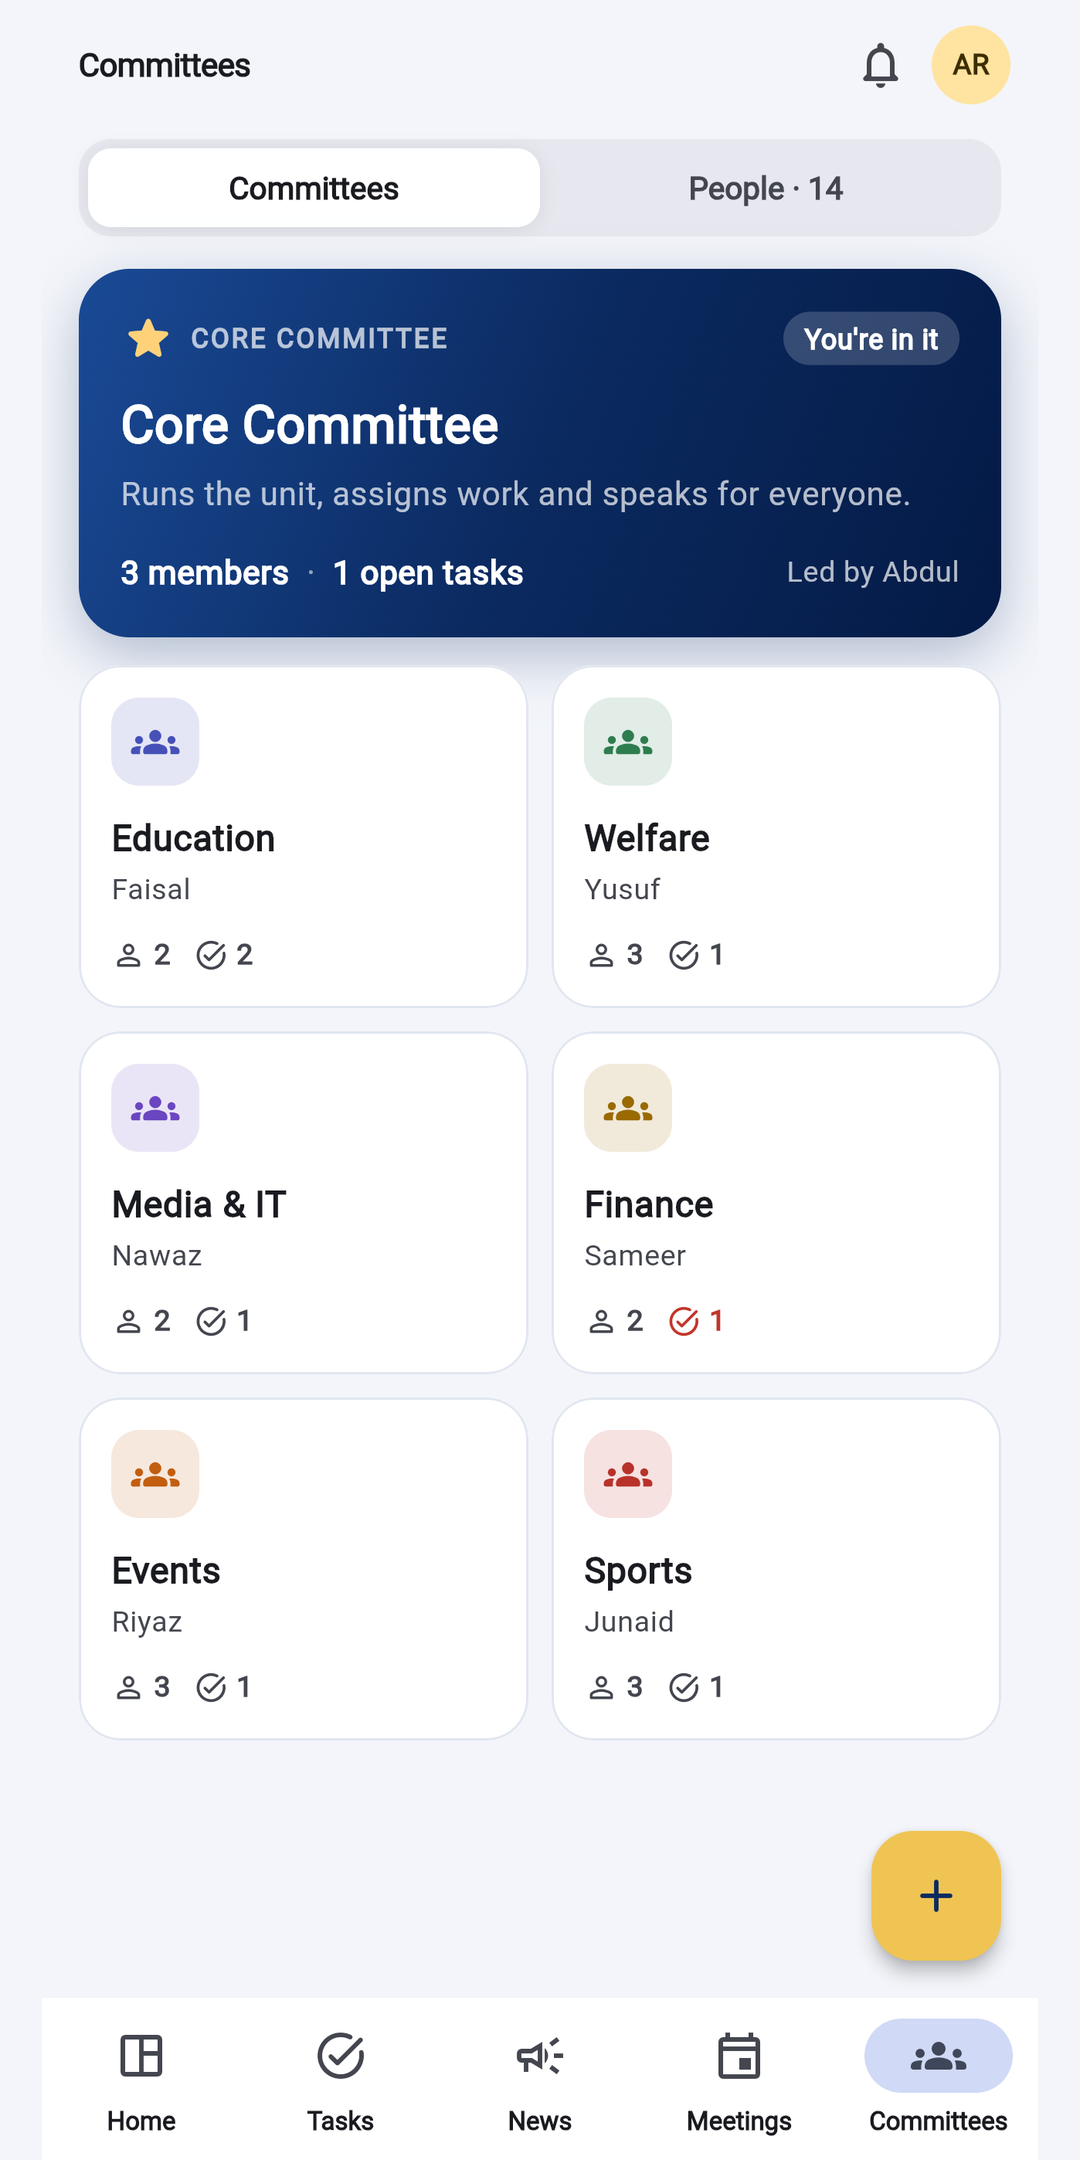 Committees
AR
Committees
People · 14
CORE COMMITTEE
You're in it
Core Committee
Runs the unit, assigns work and speaks for everyone.
3 members · 1 open tasks
Led by Abdul
Education
Faisal
2 2
Welfare
Yusuf
3 1
Media & IT
Nawaz
2 1
Finance
Sameer
2 1
Events
Riyaz
3 1
Sports
Junaid
3 1
Home
Tasks
News
Meetings
Committees